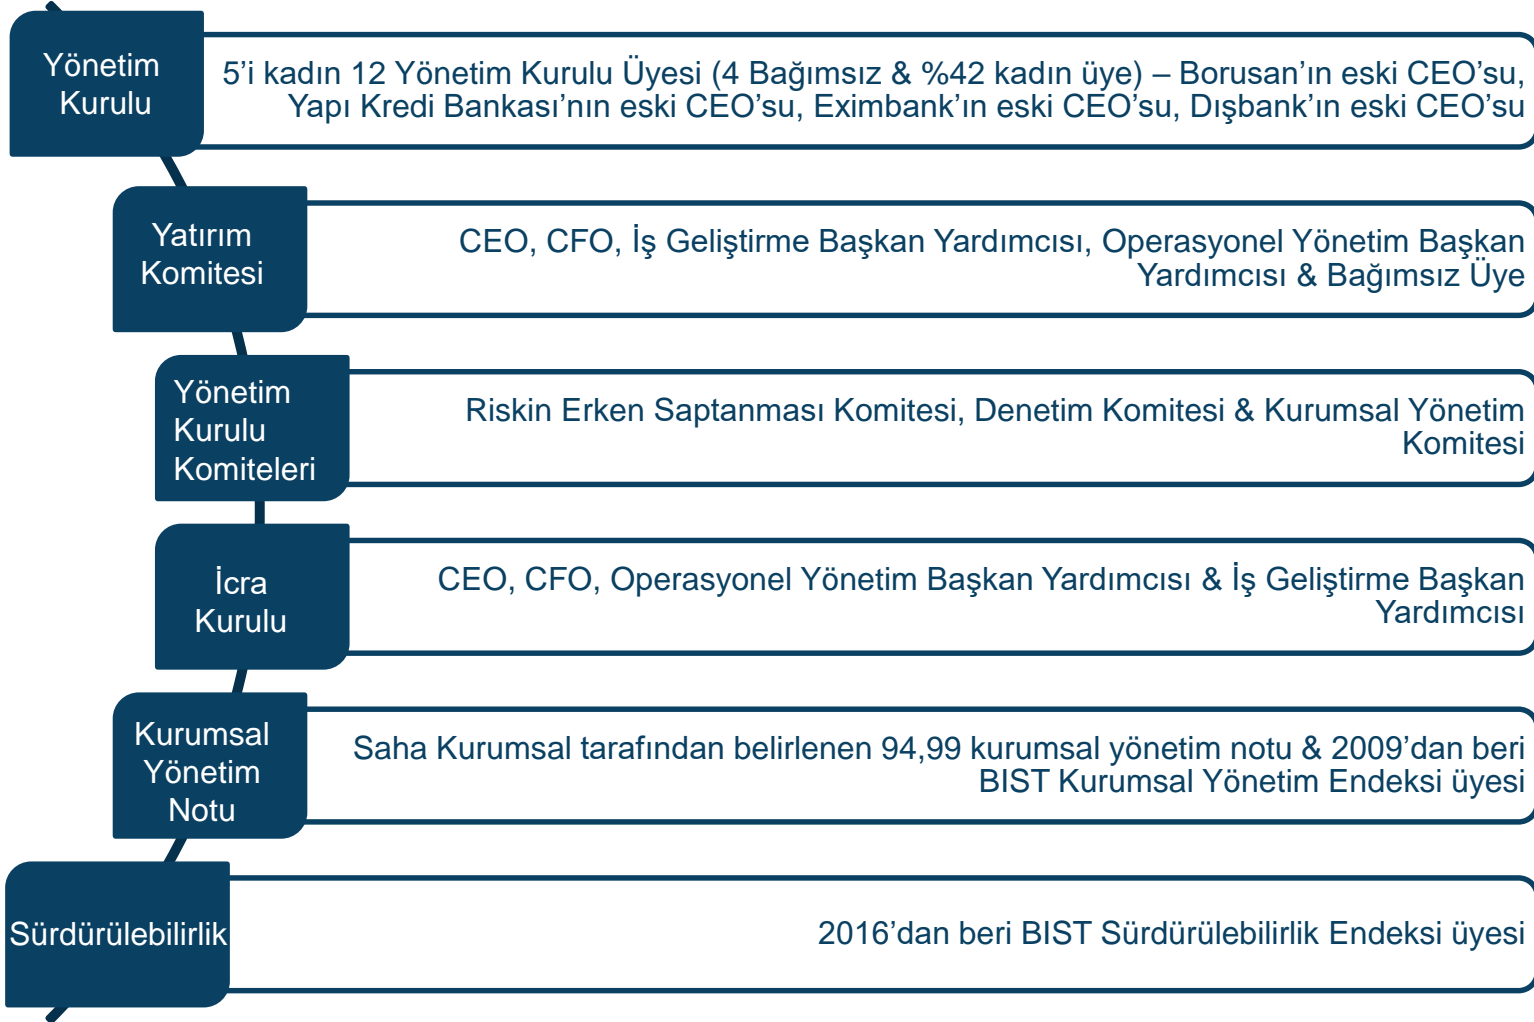 Yönetim
Kurulu
5’i kadın 12 Yönetim Kurulu Üyesi (4 Bağımsız & %42 kadın üye) – Borusan’ın eski CEO’su,
Yapı Kredi Bankası’nın eski CEO’su, Eximbank’ın eski CEO’su, Dışbank’ın eski CEO’su
Yatırım
Komitesi
CEO, CFO, İş Geliştirme Başkan Yardımcısı, Operasyonel Yönetim Başkan
Yardımcısı & Bağımsız Üye
Yönetim
Kurulu
Komiteleri
Riskin Erken Saptanması Komitesi, Denetim Komitesi & Kurumsal Yönetim
Komitesi
İcra
Kurulu
CEO, CFO, Operasyonel Yönetim Başkan Yardımcısı & İş Geliştirme Başkan
Yardımcısı
Kurumsal
Yönetim
Notu
Saha Kurumsal tarafından belirlenen 94,99 kurumsal yönetim notu & 2009’dan beri
BIST Kurumsal Yönetim Endeksi üyesi
Sürdürülebilirlik
2016’dan beri BIST Sürdürülebilirlik Endeksi üyesi